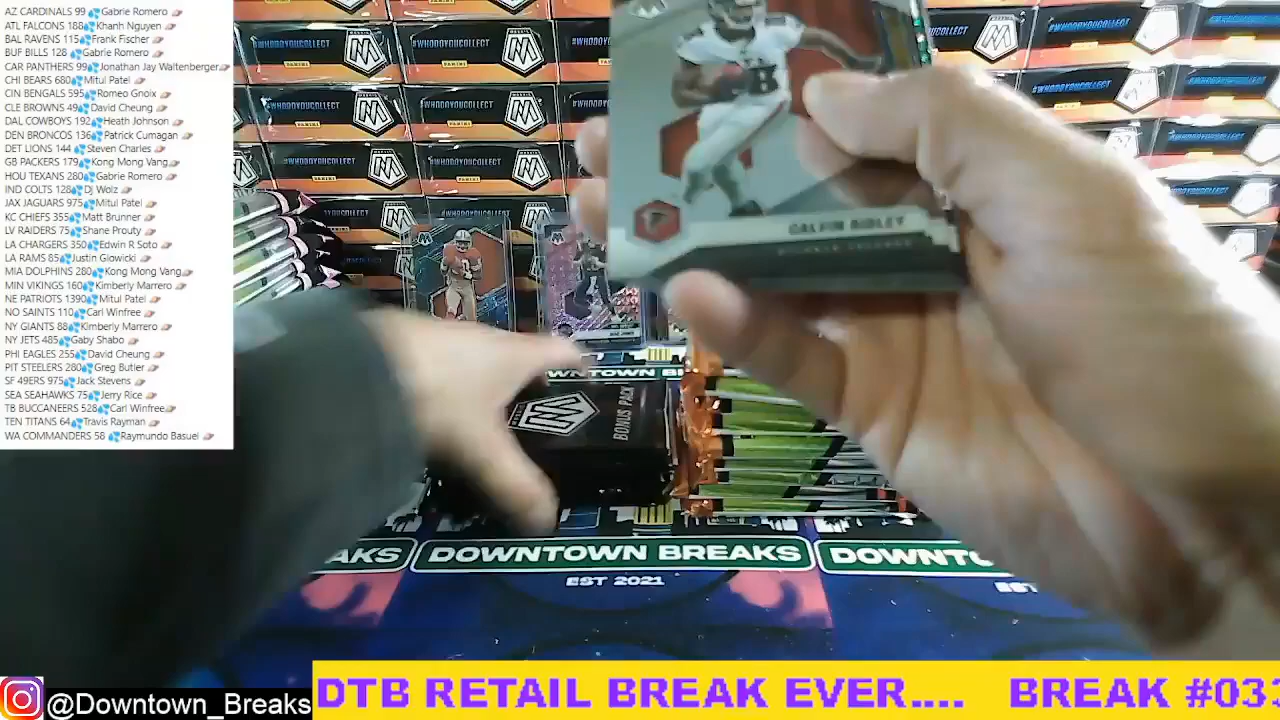 AZ CARDINALS 99💦Gabrie Romero
ATL FALCONS 188💦Khanh Nguyen
BAL RAVENS 115💦Frank Fischer
BUF BILLS 128 💦Gabrie Romero
CAR PANTHERS 99💦Jonathan Jay Waltenberger
CHI BEARS 680💦Mitul Patel
CIN BENGALS 595💦Romeo Gnoix
CLE BROWNS 49💦David Cheung
DAL COWBOYS 192💦Heath Johnson
DEN BRONCOS 136💦Patrick Cumagan
DET LIONS 144 💦Steven Charles
GB PACKERS 179💦Kong Mong Vang
HOU TEXANS 280💦Gabrie Romero
IND COLTS 128💦DJ Wolz
JAX JAGUARS 975💦Mitul Patel
KC CHIEFS 355💦Matt Brunner
LV RAIDERS 75💦Shane Prouty
LA CHARGERS 350💦Edwin R Soto
LA RAMS 85💦Justin Glowicki
MIA DOLPHINS 280💦Kong Mong Vang
MIN VIKINGS 160💦Kimberly Marrero
NE PATRIOTS 1390💦Mitul Patel
NO SAINTS 110💦Carl Winfree
NY GIANTS 88💦Kimberly Marrero
NY JETS 485💦Gaby Shabo
PHI EAGLES 255💦David Cheung
PIT STEELERS 280💦Greg Butler
SF 49ERS 975💦Jack Stevens
SEA SEAHAWKS 75💦Jerry Rice
TB BUCCANEERS 528💦Carl Winfree
TEN TITANS 64💦Travis Rayman
WA COMMANDERS 58 💦Raymundo Basuel
#WHODOYOUCOLLECT
PANINI
CALVIN RIDLEY
BONUS PACK
DOWNTOWN BR
AKS
DOWNTOWN BREAKS
EST 2021
DOWNTO
EST
@Downtown_Breaks
DTB RETAIL BREAK EVER.... BREAK #033